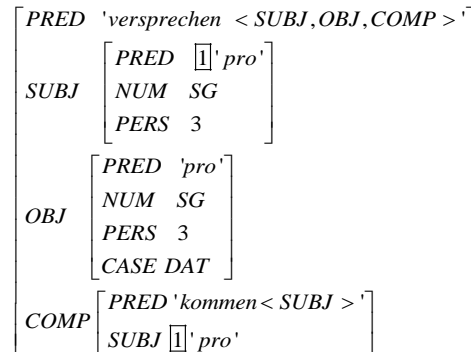 PRED 'versprechen < SUBJ,OBJ,COMP >'
PRED 1 'pro'
SUBJ NUM SG
PERS 3
PRED 'pro'
NUM SG
OBJ
PERS 3
CASE DAT
PRED 'kommen< SUBJ >'
COMP
SUBJ 1 'pro'